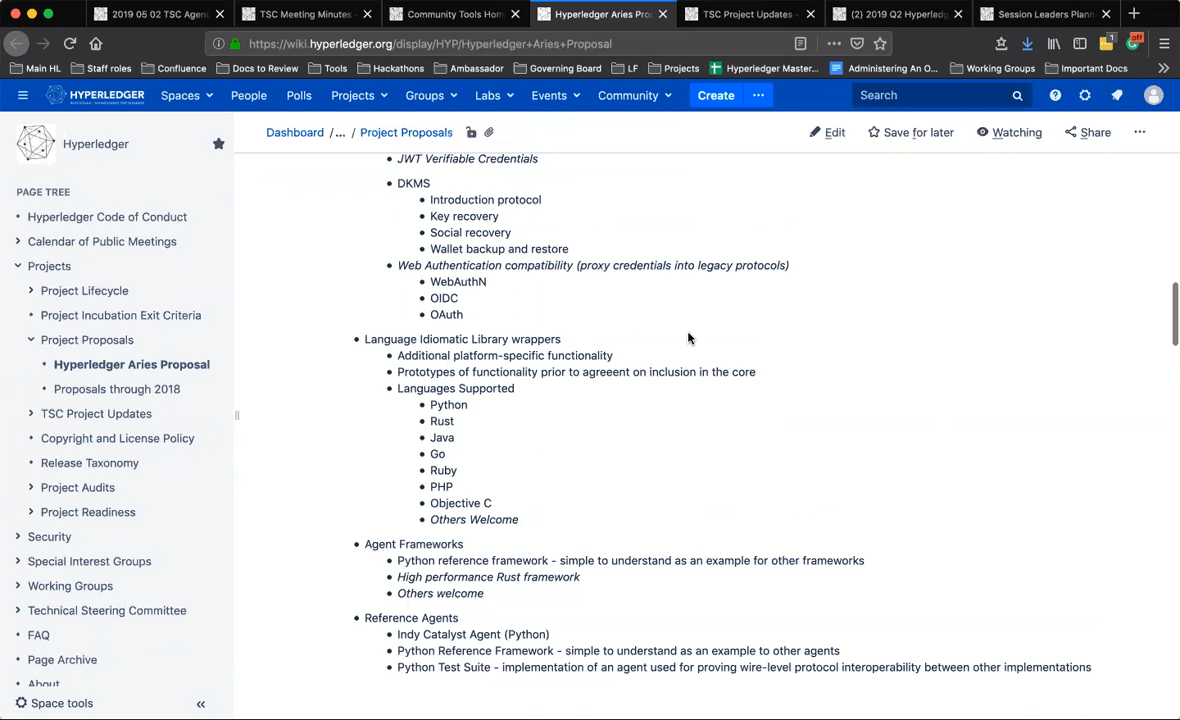 2019 05 02 TSC Agen
TSC Meeting Minutes -
Community Tools Hom
Hyperledger Aries Pro
TSC Project Updates -
(2) 2019 Q2 Hyperled
Session Leaders Plann
https://wiki.hyperledger.org/display/HYP/Hyperledger+Aries+Proposal
1
off
Main HL
Staff roles
Confluence
Docs to Review
Tools
Hackathons
Ambassador
Governing Board
LF
Projects
Hyperledger Master...
Administering An O...
Working Groups
Important Docs
HYPERLEDGER
Spaces
People
Polls
Projects
Groups
Labs
Events
Community
Create
Search
Hyperledger
Dashboard /... / Project Proposals
Edit
Save for later
Watching
Share
PAGE TREE
Hyperledger Code of Conduct
Calendar of Public Meetings
Projects
Project Lifecycle
Project Incubation Exit Criteria
Project Proposals
Hyperledger Aries Proposal
Proposals through 2018
TSC Project Updates
Copyright and License Policy
Release Taxonomy
Project Audits
Project Readiness
Security
Special Interest Groups
Working Groups
Technical Steering Committee
FAQ
Page Archive
About
Space tools
JWT Verifiable Credentials
DKMS
Introduction protocol
Key recovery
Social recovery
Wallet backup and restore
Web Authentication compatibility (proxy credentials into legacy protocols)
WebAuthN
OIDC
OAuth
Language Idiomatic Library wrappers
Additional platform-specific functionality
Prototypes of functionality prior to agreeent on inclusion in the core
Languages Supported
Python
Rust
Java
Go
Ruby
PHP
Objective C
Others Welcome
Agent Frameworks
Python reference framework - simple to understand as an example for other frameworks
High performance Rust framework
Others welcome
Reference Agents
Indy Catalyst Agent (Python)
Python Reference Framework - simple to understand as an example to other agents
Python Test Suite - implementation of an agent used for proving wire-level protocol interoperability between other implementations